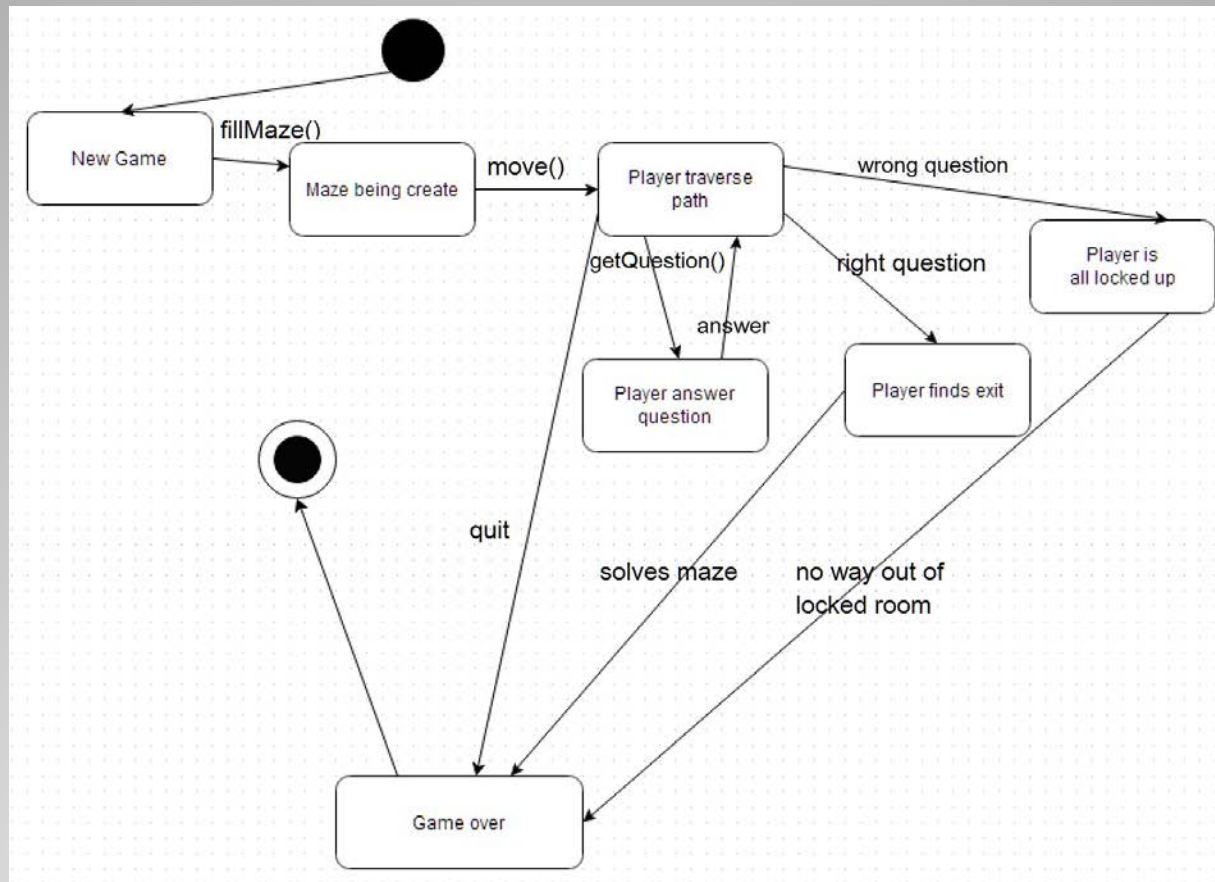 fillMaze()
New Game
Maze being create
move()
Player traverse
path
wrong question
Player is
all locked up
getQuestion()
right question
answer
Player answer
question
Player finds exit
quit
solves maze
no way out of
locked room
Game over